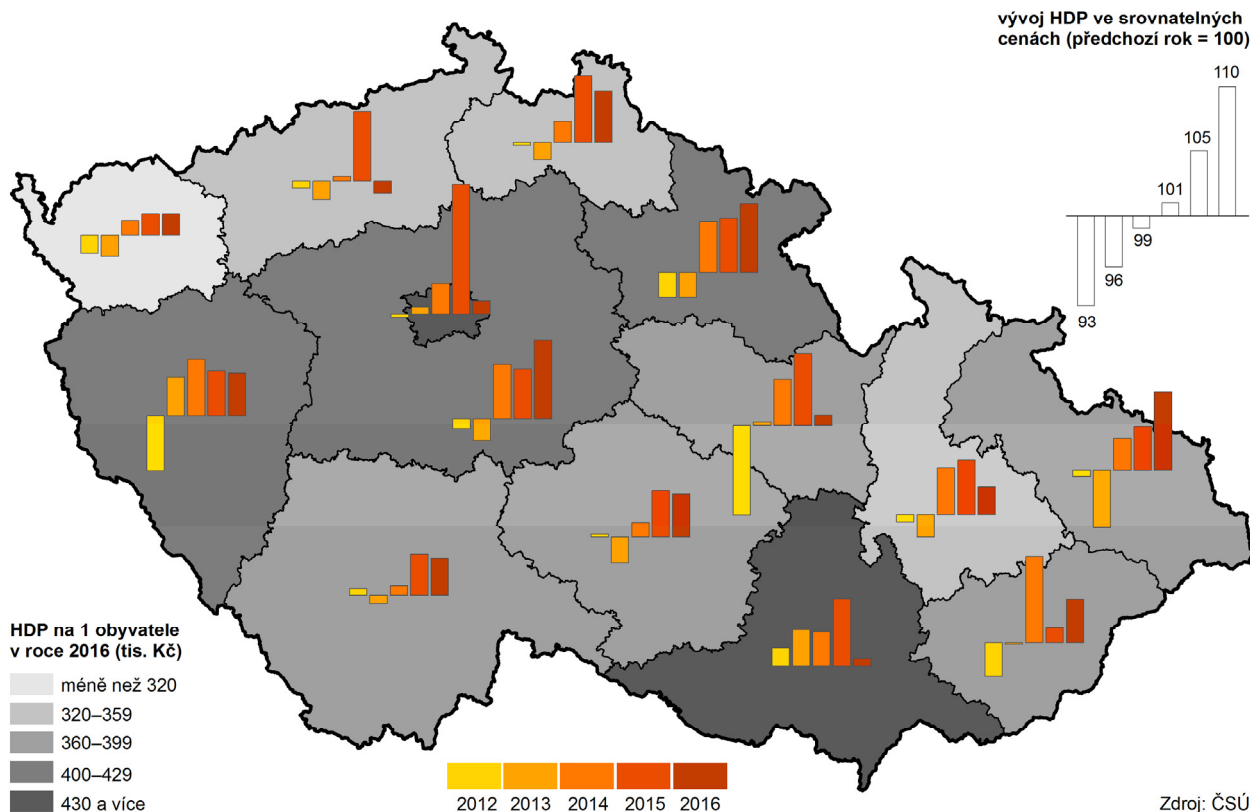 vývoj HDP ve srovnatelných
cenách (předchozí rok = 100)
110
105
101
99
96
93
HDP na 1 obyvatele
v roce 2016 (tis. Kč)
méně než 320
320–359
360–399
400–429
430 a více
2012 2013 2014 2015 2016
Zdroj: ČSÚ